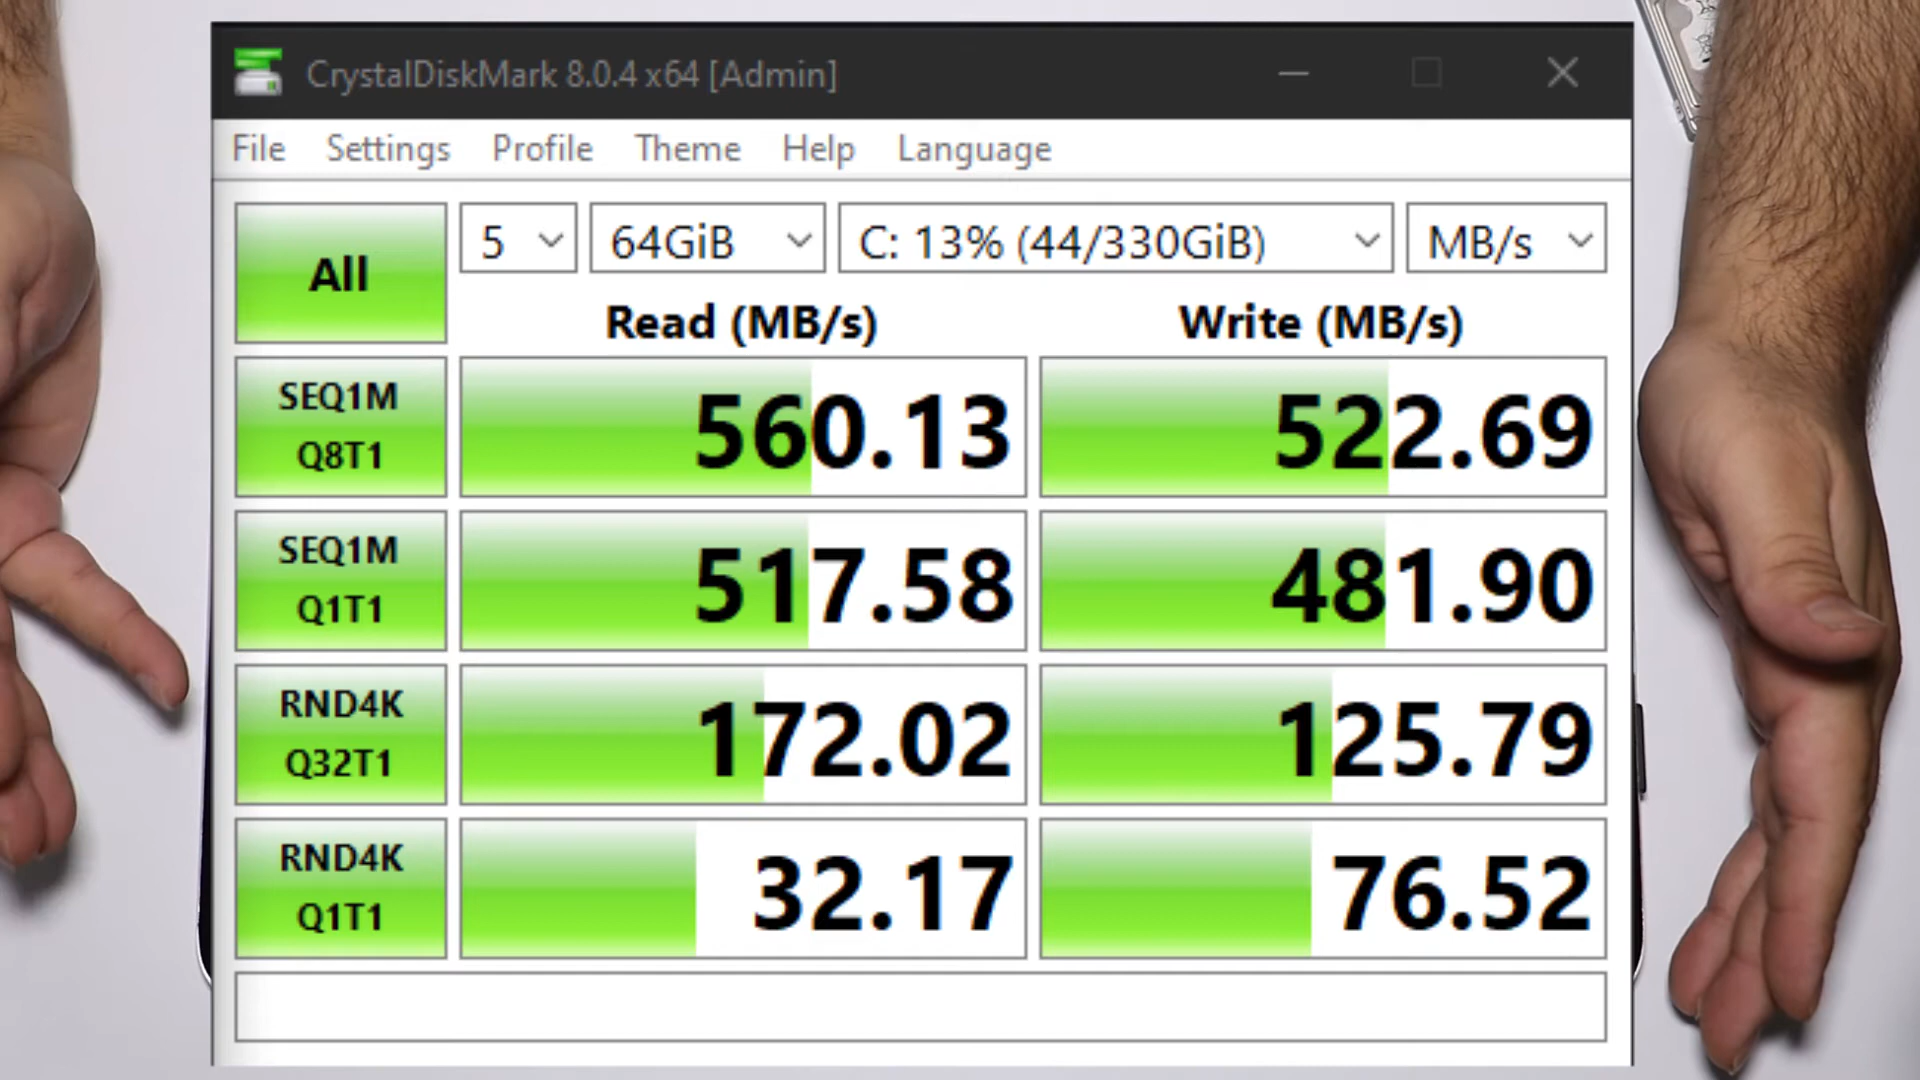 CrystalDiskMark 8.0.4 x64 [Admin]
File Settings Profile Theme Help Language
All
5 64GiB C: 13% (44/330GiB) MB/s
Read (MB/s) Write (MB/s)
SEQ1M
Q8T1
560.13 522.69
SEQ1M
Q1T1
517.58 481.90
RND4K
Q32T1
172.02 125.79
RND4K
Q1T1
32.17 76.52